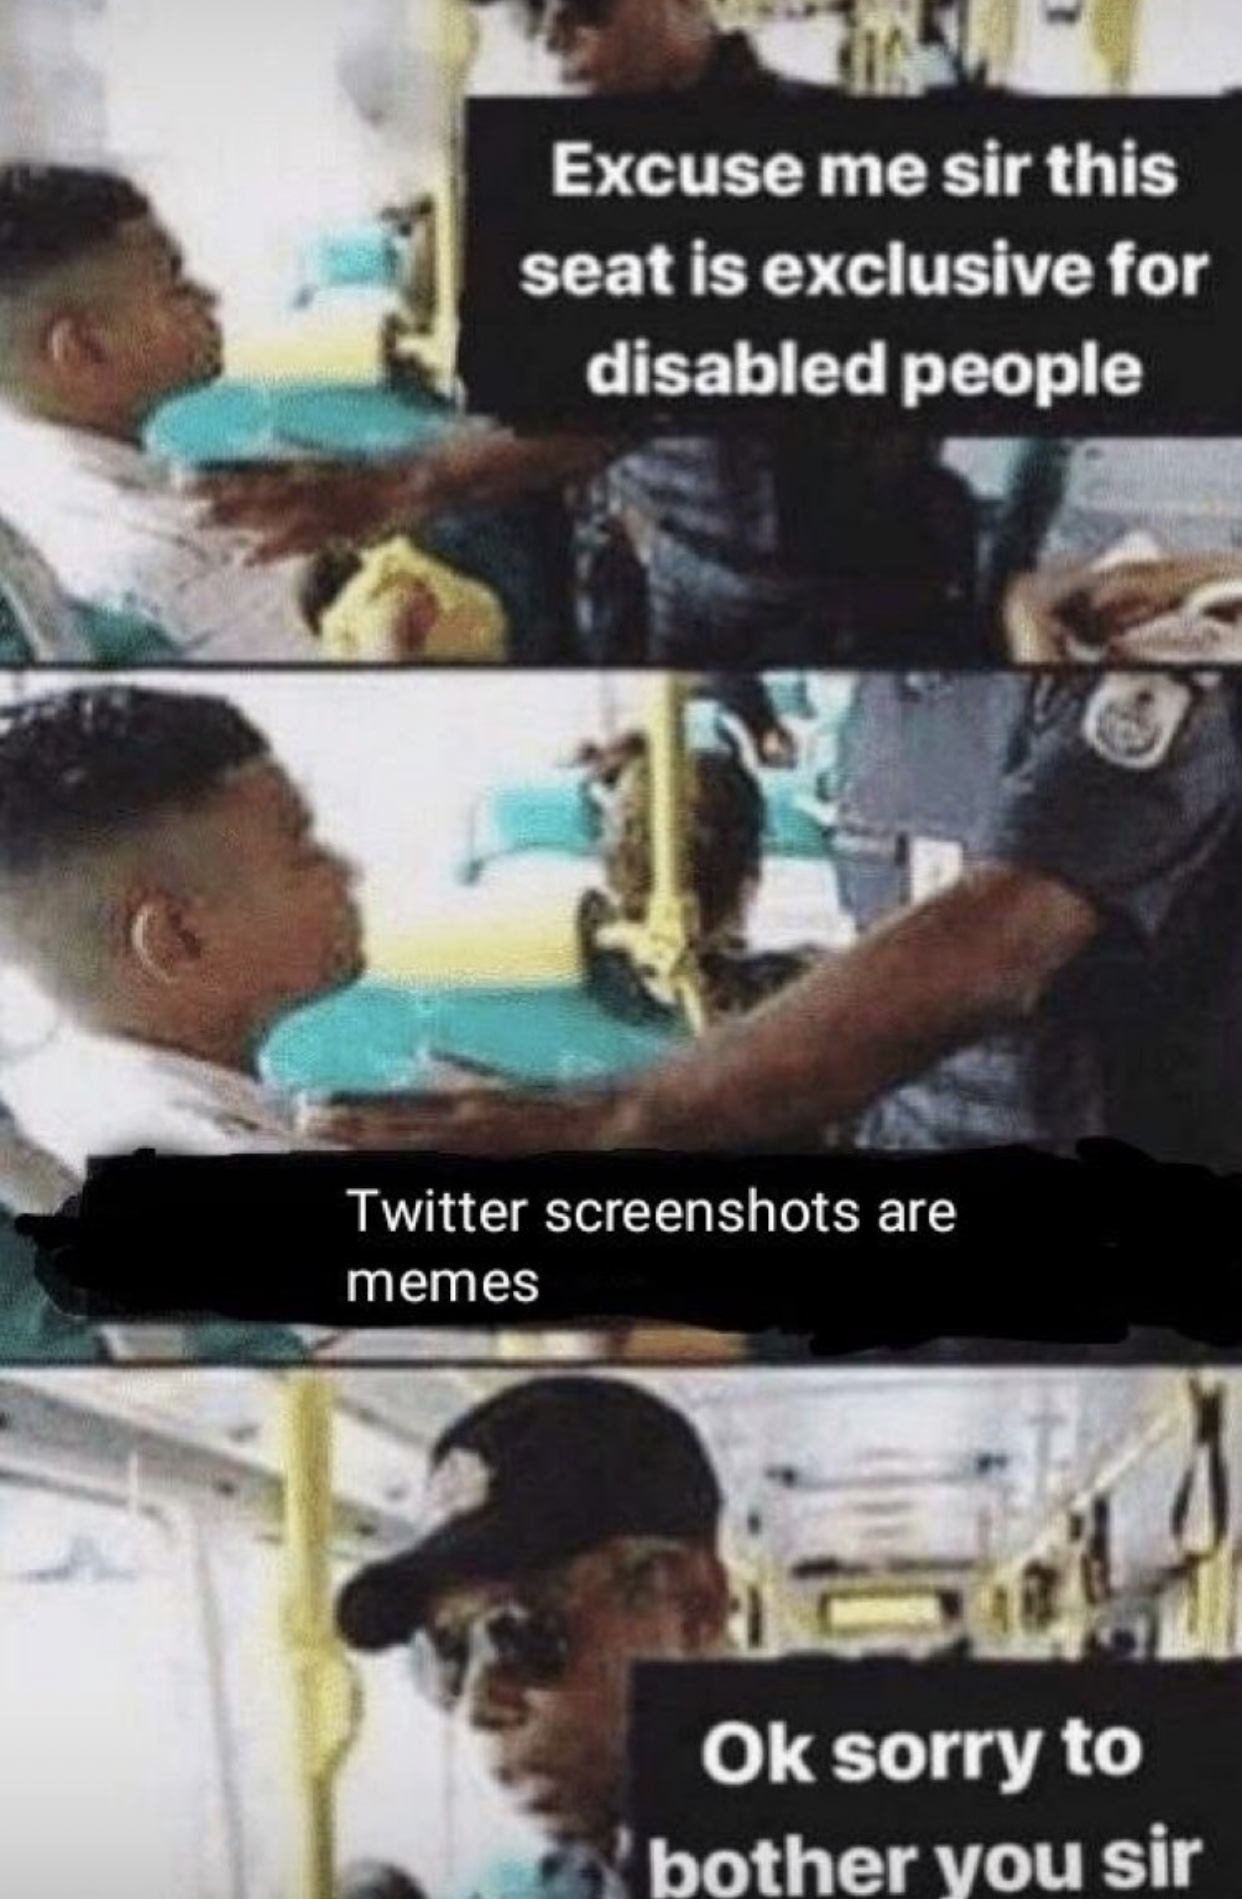 Excuse me sir this
seat is exclusive for
disabled people
Twitter screenshots are
memes
Ok sorry to
bother you sir